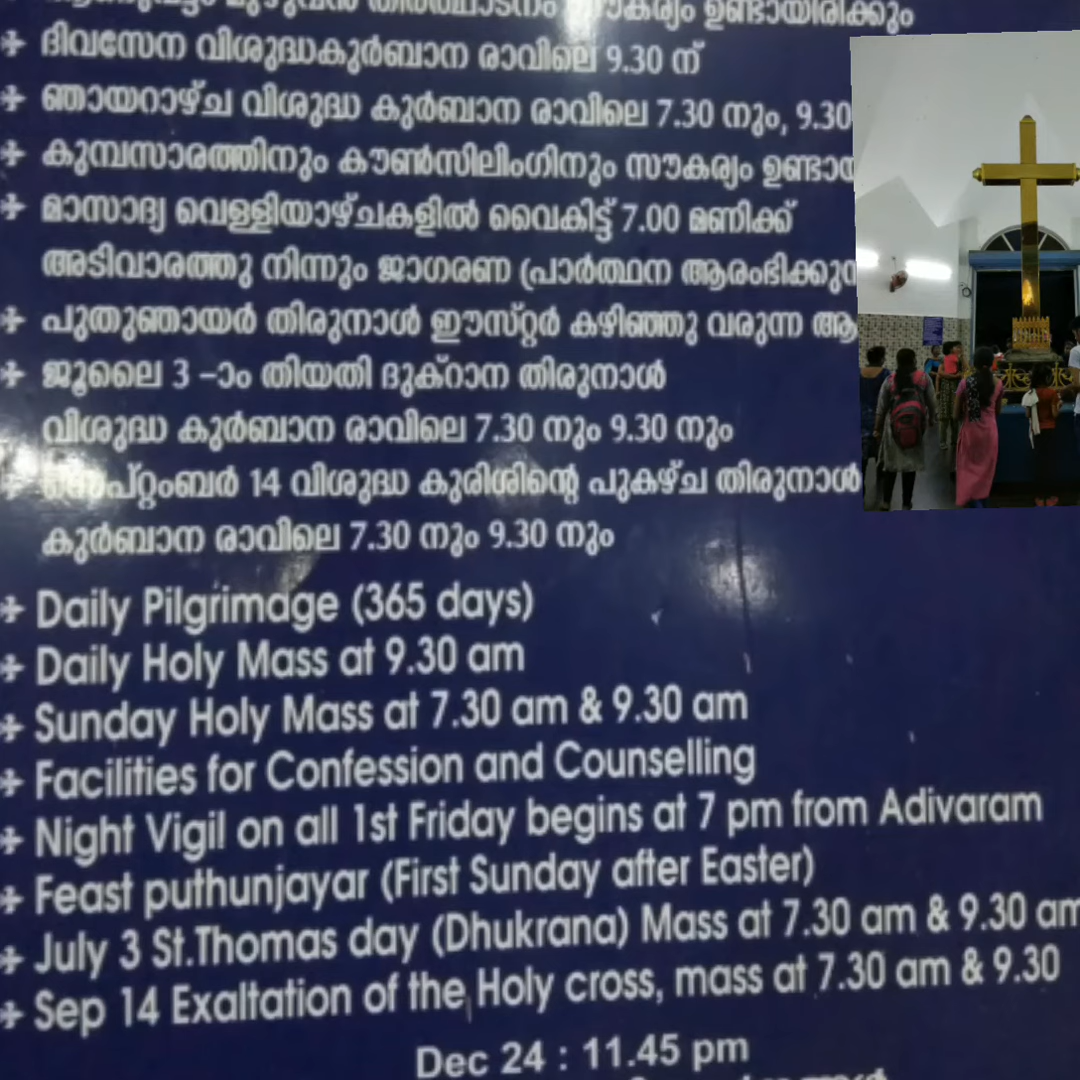 മുഴുവൻ തീർത്ഥാടനം സൗകര്യം ഉണ്ടായിരിക്കും
ദിവസേന വിശുദ്ധകുർബാന രാവിലെ 9.30 ന്
ഞായറാഴ്ച വിശുദ്ധ കുർബാന രാവിലെ 7.30 നും, 9.30
കുമ്പസാരത്തിനും കൗൺസിലിംഗിനും സൗകര്യം
മാസാദ്യ വെള്ളിയാഴ്ചകളിൽ വൈകിട്ട് 7.00 മണിക്ക്
അടിവാരത്തു നിന്നും ജാഗരണ പ്രാർത്ഥന
പുതുഞായർ തിരുനാൾ ഈസ്റ്റർ കഴിഞ്ഞു വരുന്ന
ജൂലൈ 3 –ാം തിയതി ദുക്റാന തിരുനാൾ
വിശുദ്ധ കുർബാന രാവിലെ 7.30 നും 9.30 നും
സെപ്റ്റംബർ 14 വിശുദ്ധ കുരിശിന്റെ പുകഴ്ച തിരുനാൾ
കുർബാന രാവിലെ 7.30 നും 9.30 നും
Daily Pilgrimage (365 days)
Daily Holy Mass at 9.30 am
Sunday Holy Mass at 7.30 am & 9.30 am
Facilities for Confession and Counselling
Night Vigil on all 1st Friday begins at 7 pm from Adivaram
Feast puthunjayar (First Sunday after Easter)
July 3 St.Thomas day (Dhukrana) Mass at 7.30 am & 9.30 am
Sep 14 Exaltation of the Holy cross, mass at 7.30 am & 9.30
Dec 24 : 11.45 pm